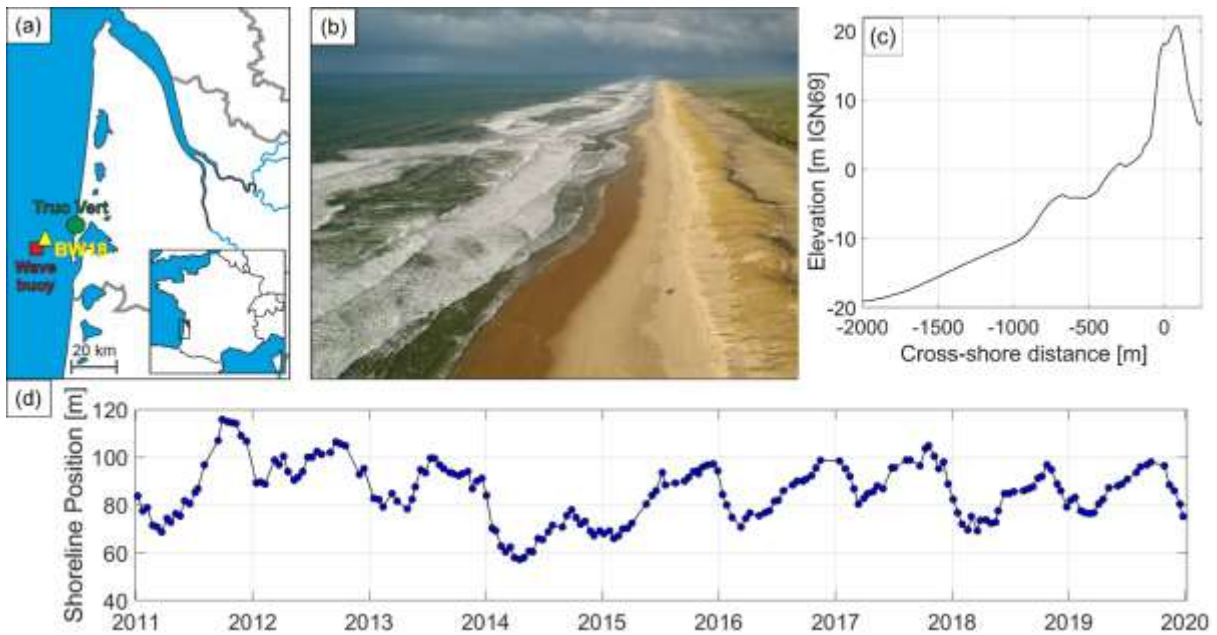 (a)
Truc Vert
BW18
Wave
buoy
20 km
(b)
(c)
Elevation [m IGN69]
20
10
0
-10
-20
-2000 -1500 -1000 -500 0
Cross-shore distance [m]
(d)
Shoreline Position [m]
120
100
80
60
40
2011 2012 2013 2014 2015 2016 2017 2018 2019 2020